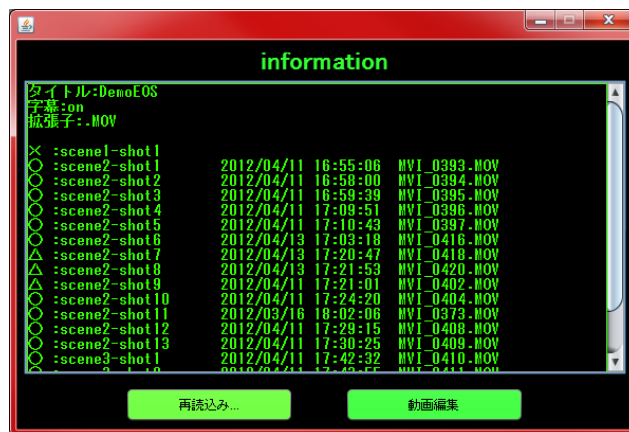 information
タイトル:DemoEOS
字幕:on
拡張子:.MOV
× :scene1-shot1
○ :scene2-shot1 2012/04/11 16:55:06 MVI_0393.MOV
○ :scene2-shot2 2012/04/11 16:58:00 MVI_0394.MOV
○ :scene2-shot3 2012/04/11 16:59:39 MVI_0395.MOV
○ :scene2-shot4 2012/04/11 17:09:51 MVI_0396.MOV
○ :scene2-shot5 2012/04/11 17:10:43 MVI_0397.MOV
○ :scene2-shot6 2012/04/13 17:03:18 MVI_0416.MOV
△ :scene2-shot7 2012/04/13 17:20:47 MVI_0418.MOV
△ :scene2-shot8 2012/04/13 17:21:53 MVI_0420.MOV
△ :scene2-shot9 2012/04/11 17:21:01 MVI_0402.MOV
○ :scene2-shot10 2012/04/11 17:24:20 MVI_0404.MOV
○ :scene2-shot11 2012/03/16 18:02:06 MVI_0373.MOV
○ :scene2-shot12 2012/04/11 17:29:15 MVI_0408.MOV
○ :scene2-shot13 2012/04/11 17:30:25 MVI_0409.MOV
○ :scene3-shot1 2012/04/11 17:42:32 MVI_0410.MOV
再読込み... 動画編集